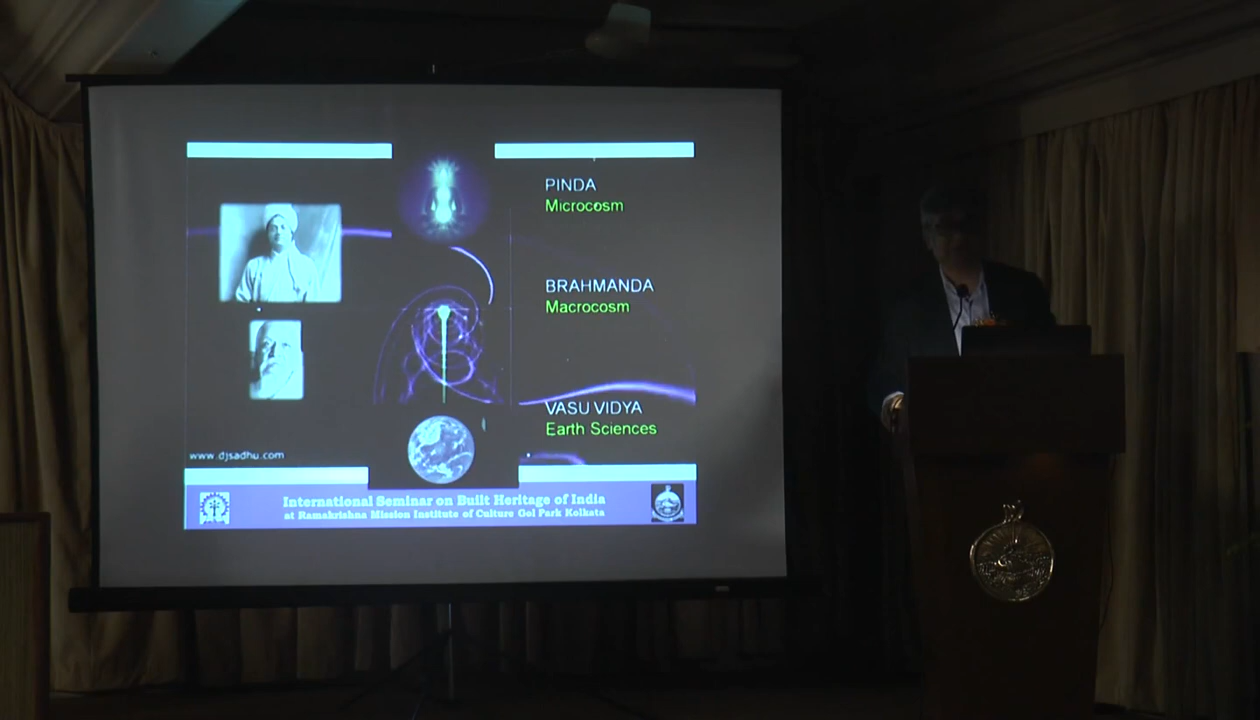 PINDA
Microcosm
BRAHMANDA
Macrocosm
VASU VIDYA
Earth Sciences
www.djsadhu.com
International Seminar on Built Heritage of India
at Ramakrishna Mission Institute of Culture Gol Park Kolkata